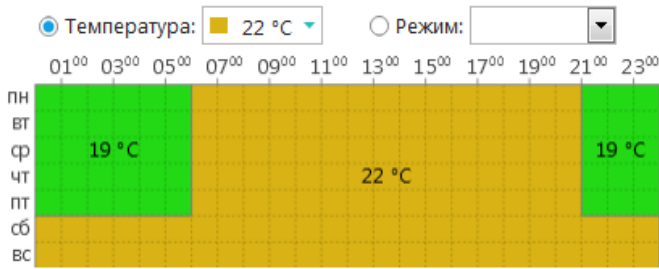 Температура: 22 °C Режим:
01⁰⁰ 03⁰⁰ 05⁰⁰ 07⁰⁰ 09⁰⁰ 11⁰⁰ 13⁰⁰ 15⁰⁰ 17⁰⁰ 19⁰⁰ 21⁰⁰ 23⁰⁰
пн
вт
ср 19 °C 19 °C
чт 22 °C
пт
сб
вс